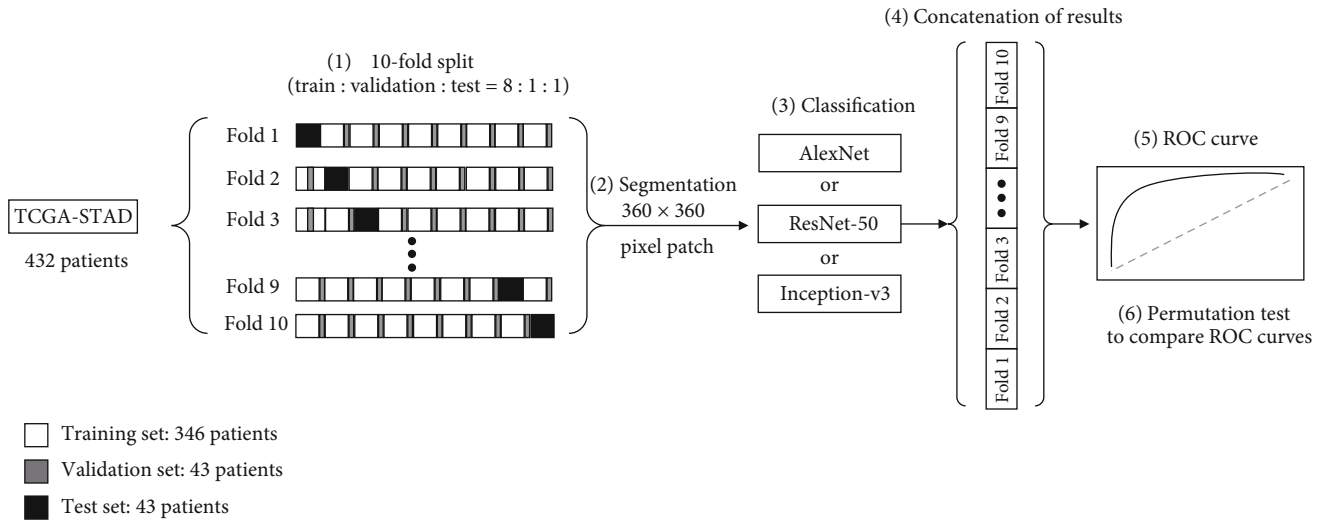 (1) 10-fold split
(train : validation : test = 8 : 1 : 1)
TCGA-STAD
432 patients
Fold 1
Fold 2
Fold 3
Fold 9
Fold 10
(2) Segmentation
360 × 360
pixel patch
(3) Classification
AlexNet
or
ResNet-50
or
Inception-v3
(4) Concatenation of results
Fold 10
Fold 9
Fold 3
Fold 2
Fold 1
(5) ROC curve
(6) Permutation test
to compare ROC curves
Training set: 346 patients
Validation set: 43 patients
Test set: 43 patients